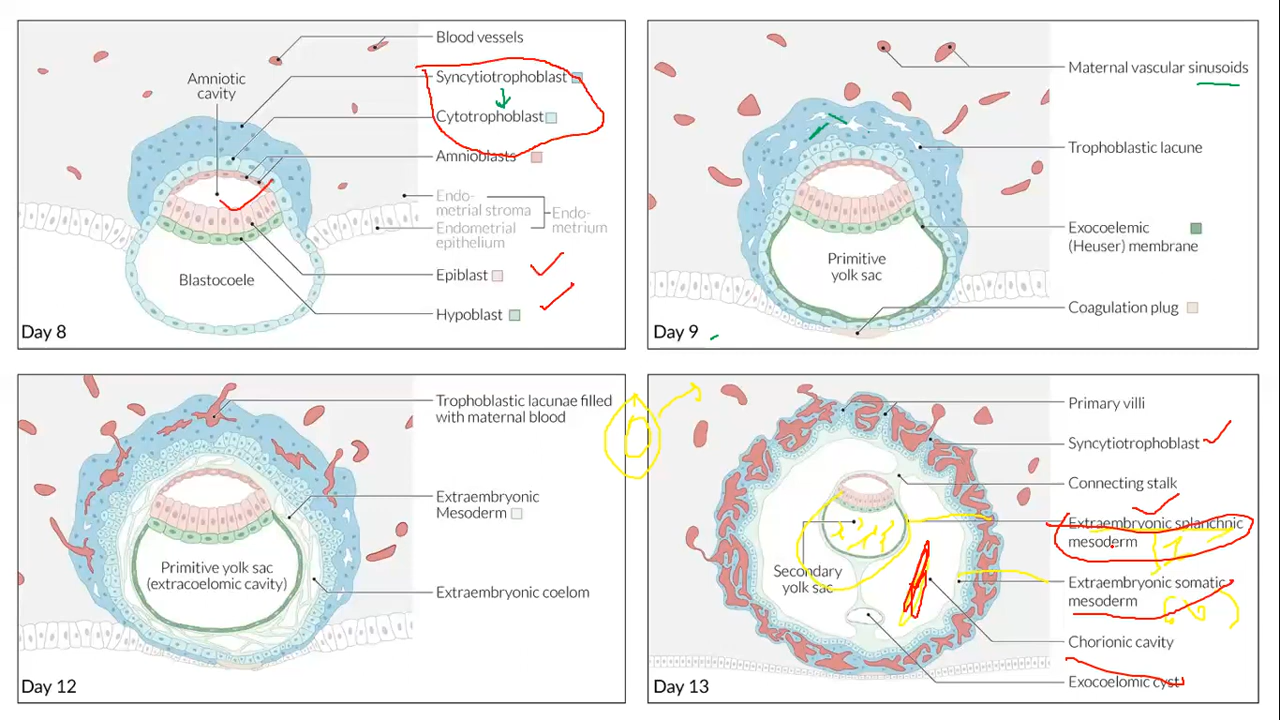 Blood vessels
Syncytiotrophoblast
Amniotic
cavity
Cytotrophoblast
Amnioblasts
Endo-
metrial stroma
Endo-
metrium
Endometrial
epithelium
Blastocoele
Epiblast
Hypoblast
Day 8
Maternal vascular sinusoids
Trophoblastic lacune
Exocoelemic
(Heuser) membrane
Primitive
yolk sac
Coagulation plug
Day 9
Trophoblastic lacunae filled
with maternal blood
Extraembryonic
Mesoderm
Primitive yolk sac
(extracoelomic cavity)
Extraembryonic coelom
Day 12
Primary villi
Syncytiotrophoblast
Connecting stalk
Extraembryonic splanchnic
mesoderm
Secondary
yolk sac
Extraembryonic somatic
mesoderm
Chorionic cavity
Exocoelomic cyst
Day 13